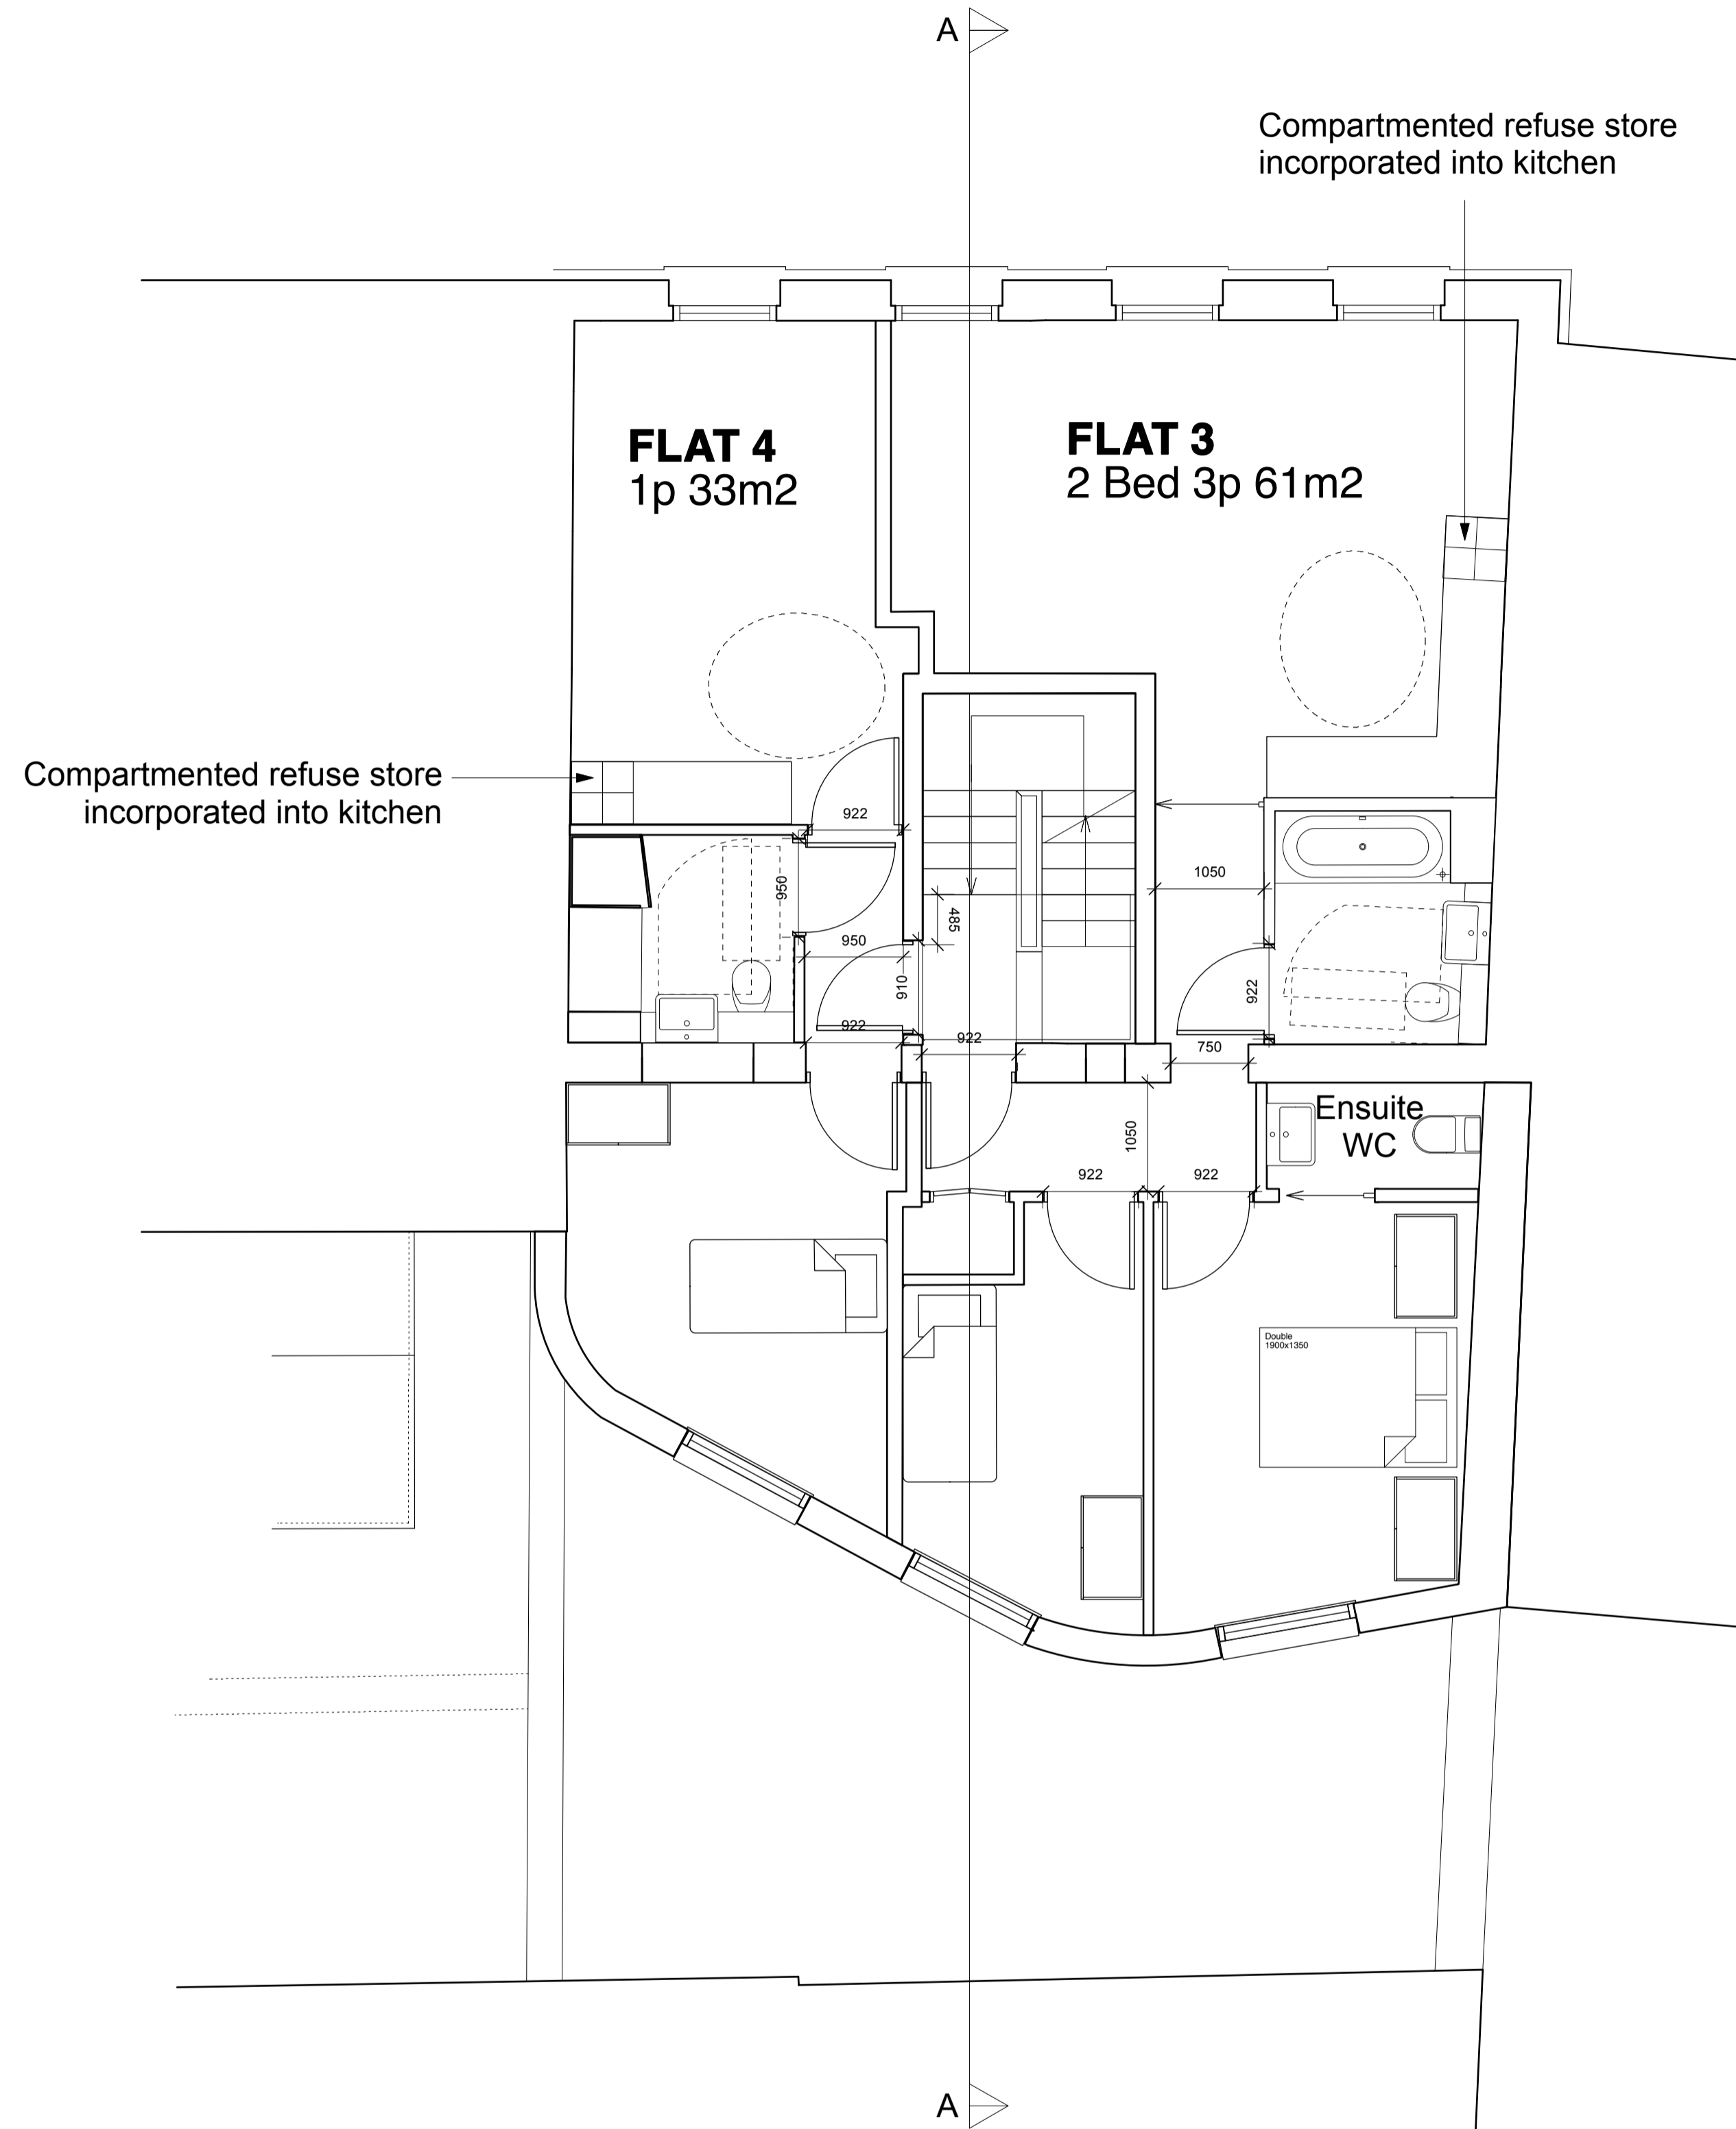 A
Compartmented refuse store
incorporated into kitchen
FLAT 4
1p 33m2
FLAT 3
2 Bed 3p 61m2
Compartmented refuse store
incorporated into kitchen
922
950
1050
485
950
910
922
922
922
750
1050
922
922
Ensuite
WC
Double
1900x1350
A